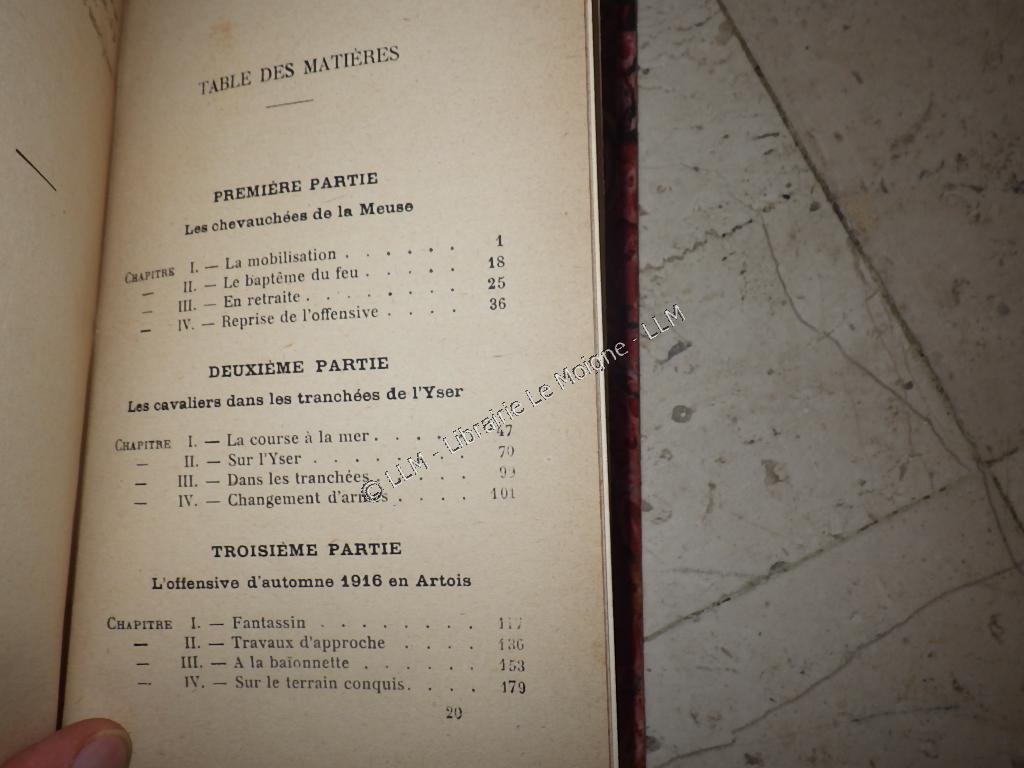 TABLE DES MATIÈRES
PREMIÈRE PARTIE
Les chevauchées de la Meuse
CHAPITRE I. — La mobilisation . . . . . . 1
— II. — Le baptême du feu . . . . . 18
— III. — En retraite . . . . . . . . 25
— IV. — Reprise de l'offensive . . . . 36
DEUXIÈME PARTIE
Les cavaliers dans les tranchées de l'Yser
CHAPITRE I. — La course à la mer . . . . . 47
— II. — Sur l'Yser . . . . . . . . 70
— III. — Dans les tranchées . . . . . 99
— IV. — Changement d'armes . . . . 101
TROISIÈME PARTIE
L'offensive d'automne 1916 en Artois
CHAPITRE I. — Fantassin . . . . . . . . 117
— II. — Travaux d'approche . . . . 136
— III. — A la baïonnette . . . . . . 153
— IV. — Sur le terrain conquis. . . . 179
20
© LLM - Librairie Le Moigne - LLM